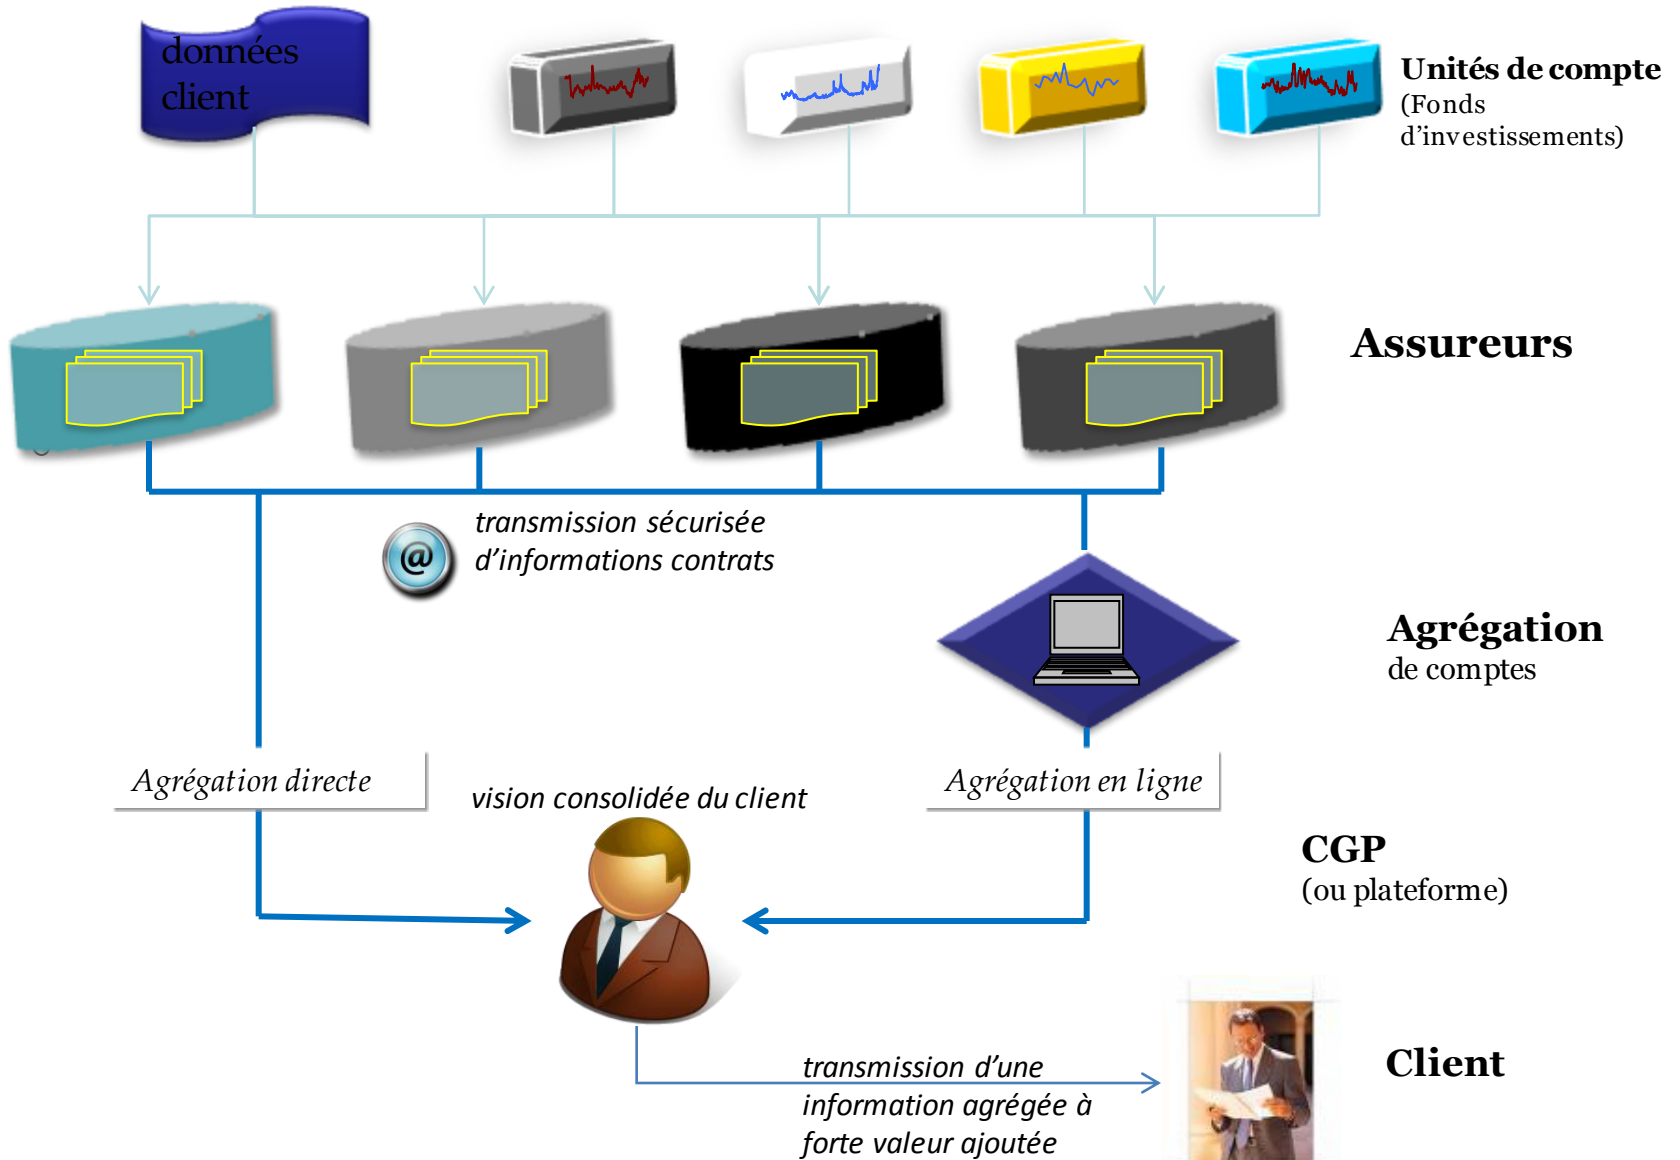 données
client
Unités de compte
(Fonds
d’investissements)
Assureurs
transmission sécurisée
d’informations contrats
@
Agrégation
de comptes
Agrégation directe
vision consolidée du client
Agrégation en ligne
CGP
(ou plateforme)
transmission d’une
information agrégée à
forte valeur ajoutée
Client